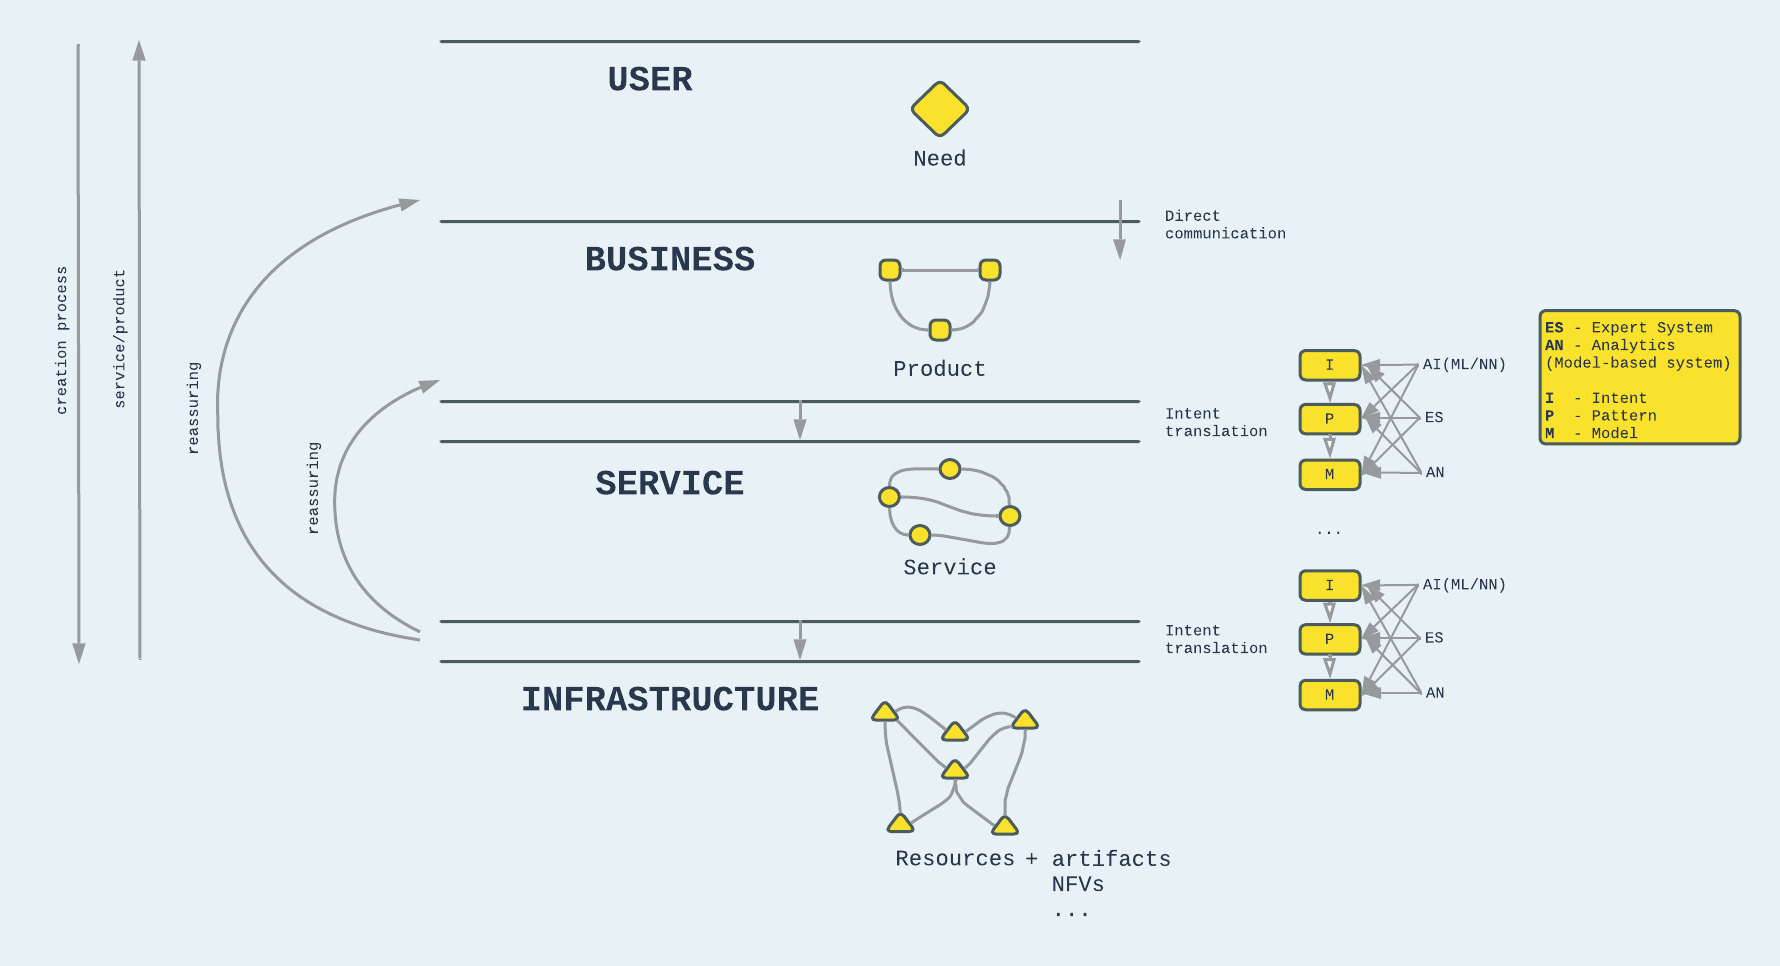 USER
Need
creation process
service/product
reassuring
reassuring
BUSINESS
Direct
communication
Product
ES - Expert System
AN - Analytics
(Model-based system)
I - Intent
P - Pattern
M - Model
I
P
M
AI(ML/NN)
ES
AN
Intent
translation
...
SERVICE
Service
Intent
translation
I
P
M
AI(ML/NN)
ES
AN
INFRASTRUCTURE
Resources + artifacts
NFVs
...